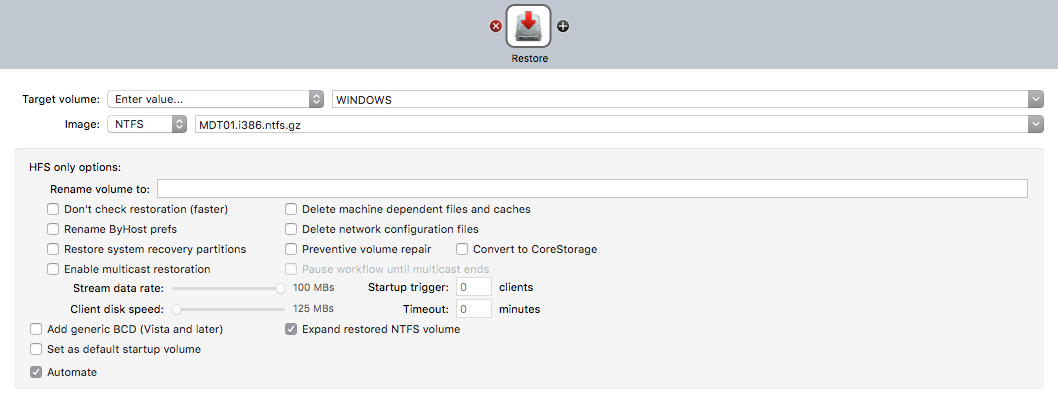 Restore
Target volume: Enter value... WINDOWS
Image: NTFS MDT01.i386.ntfs.gz
HFS only options:
Rename volume to:
Don't check restoration (faster) Delete machine dependent files and caches
Rename ByHost prefs Delete network configuration files
Restore system recovery partitions Preventive volume repair Convert to CoreStorage
Enable multicast restoration Pause workflow until multicast ends
Stream data rate: 100 MBs Startup trigger: 0 clients
Client disk speed: 125 MBs Timeout: 0 minutes
Add generic BCD (Vista and later) Expand restored NTFS volume
Set as default startup volume
Automate